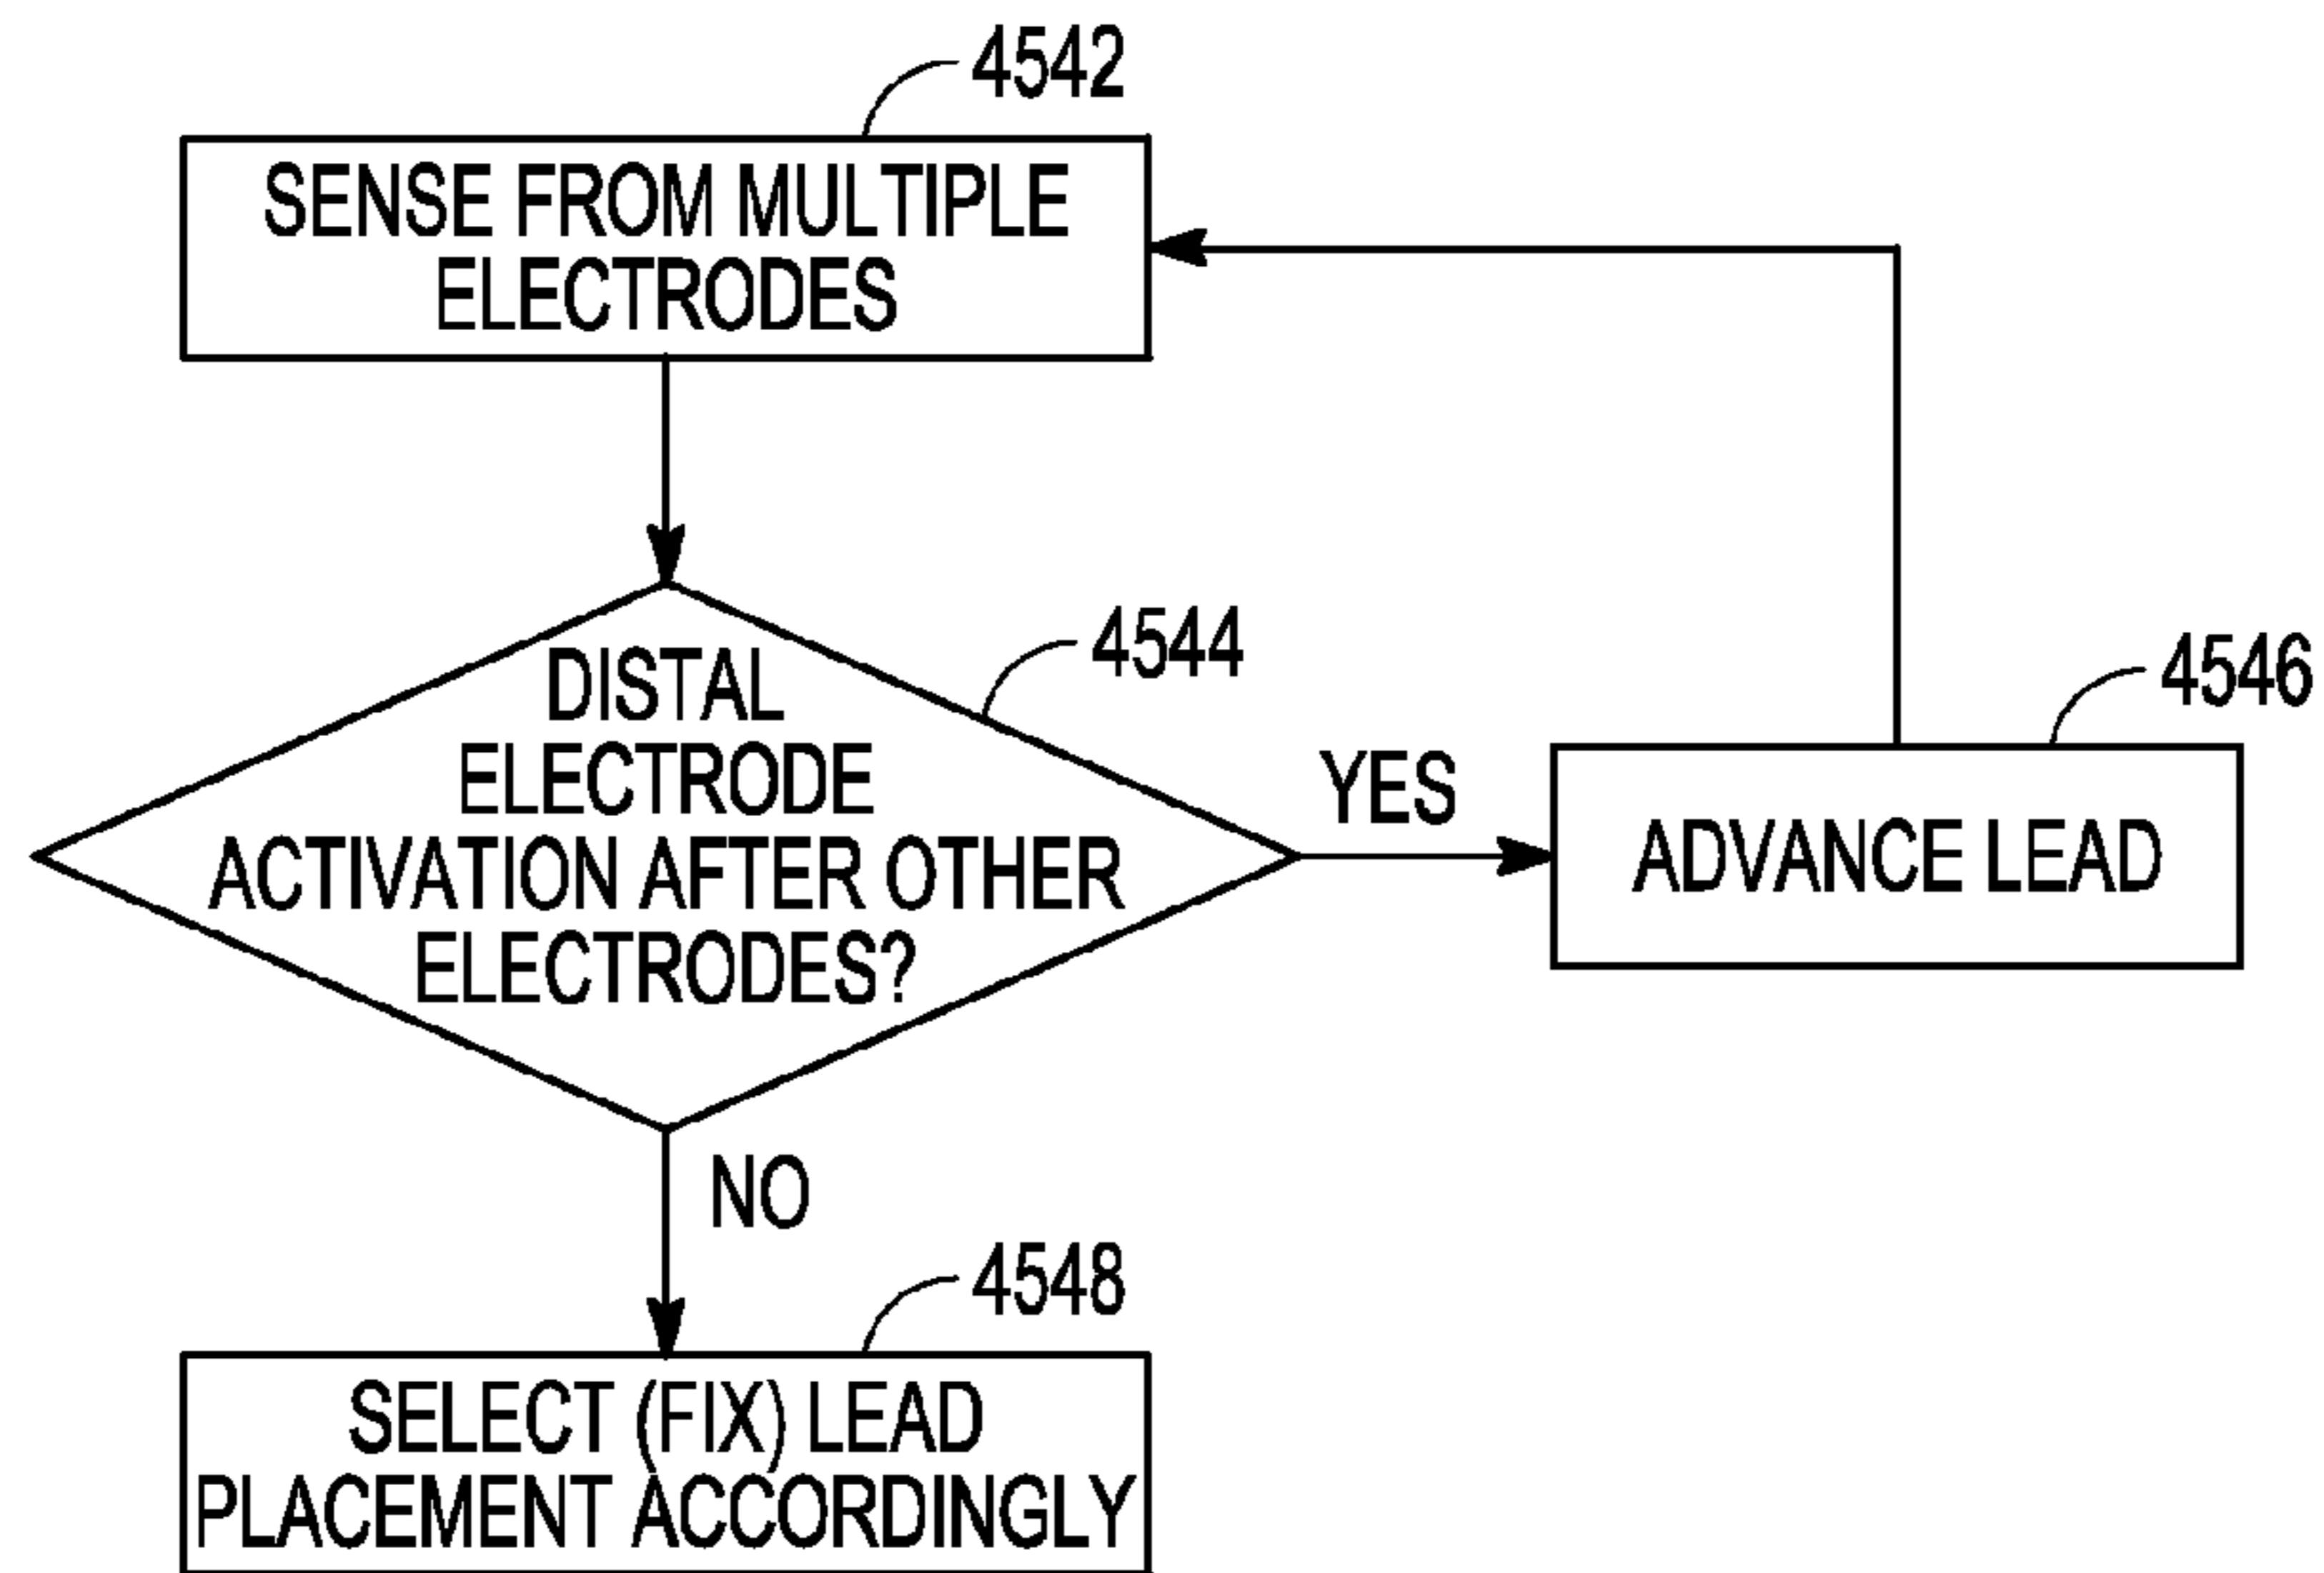 4542
SENSE FROM MULTIPLE
ELECTRODES
4544
DISTAL
ELECTRODE
ACTIVATION AFTER OTHER
ELECTRODES?
YES
4546
ADVANCE LEAD
NO
4548
SELECT (FIX) LEAD
PLACEMENT ACCORDINGLY